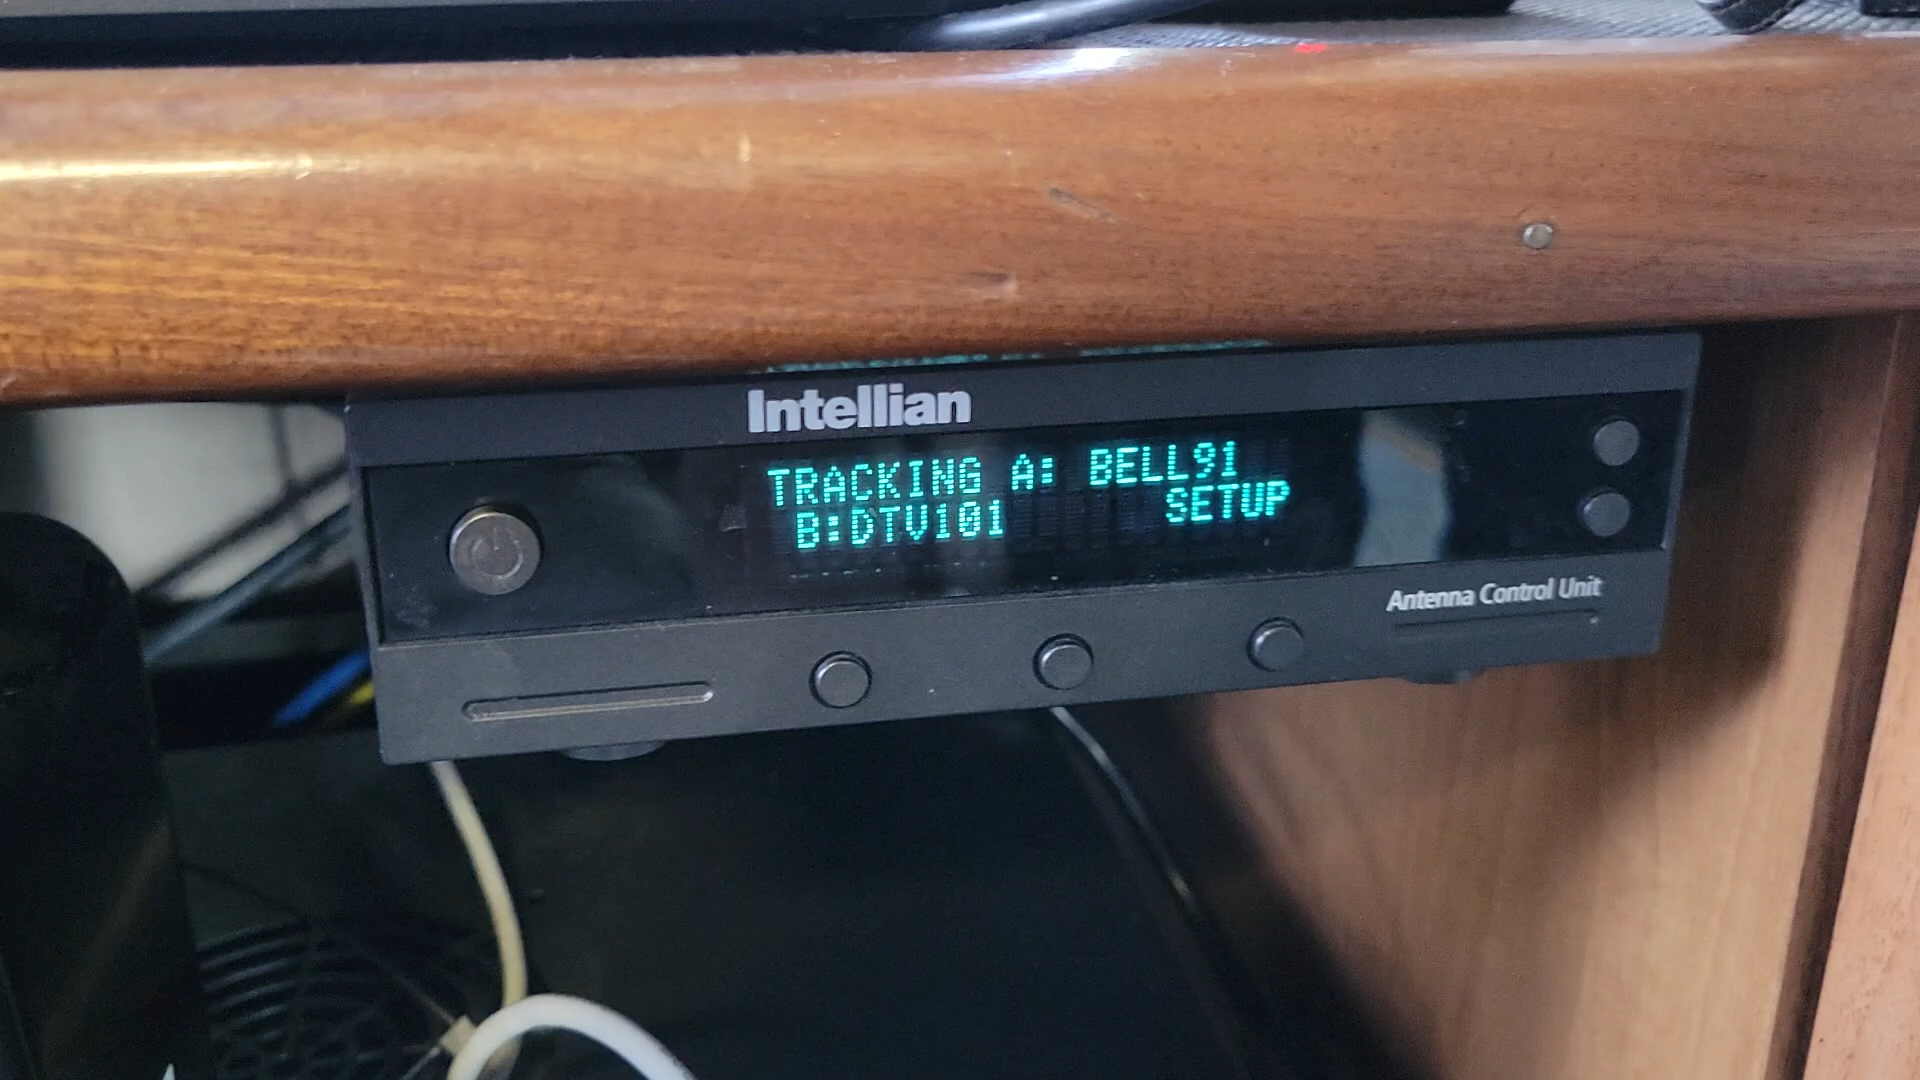 Intellian
TRACKING A: BELL91
B:DTV101 SETUP
Antenna Control Unit